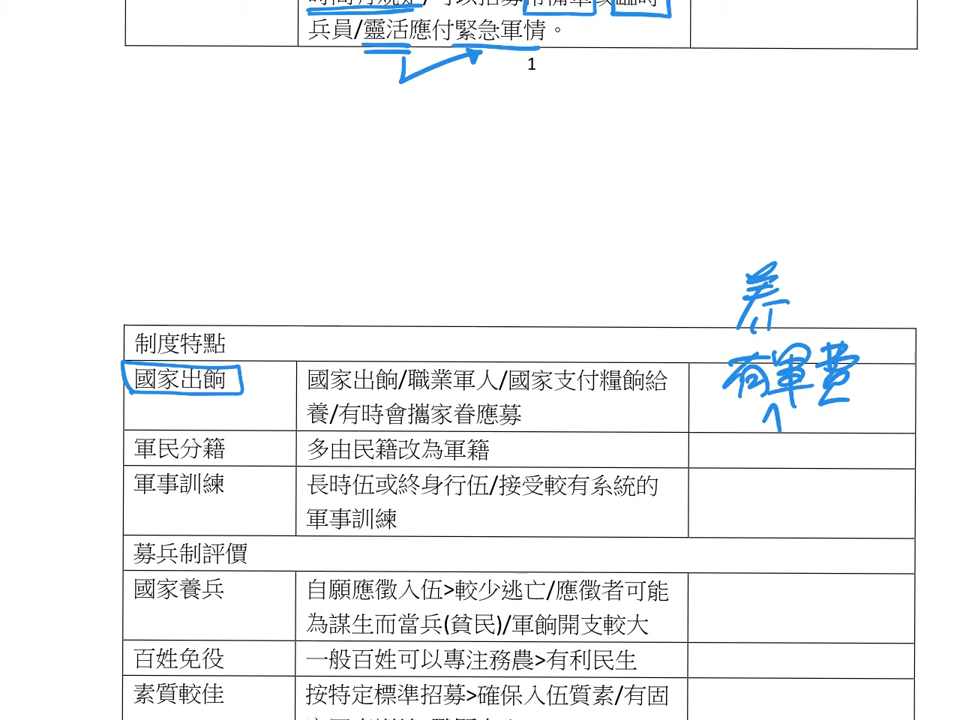 兵員/靈活應付緊急軍情。
1
養
制度特點
國家出餉
國家出餉/職業軍人/國家支付糧餉給
養/有時會攜家眷應募
有軍費
軍民分籍
多由民籍改為軍籍
軍事訓練
長時伍或終身行伍/接受較有系統的
軍事訓練
募兵制評價
國家養兵
自願應徵入伍>較少逃亡/應徵者可能
為謀生而當兵(貧民)/軍餉開支較大
百姓免役
一般百姓可以專注務農>有利民生
素質較佳
按特定標準招募>確保入伍質素/有固